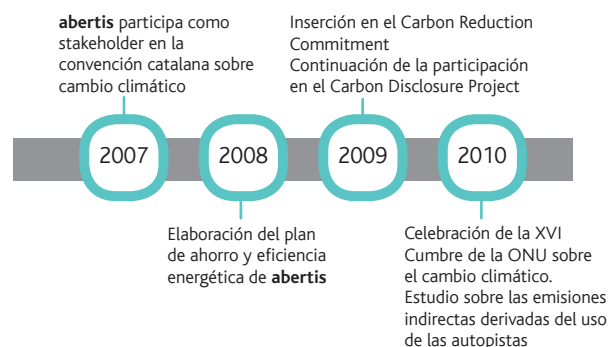 abertis participa como
stakeholder en la
convención catalana sobre
cambio climático
Inserción en el Carbon Reduction
Commitment
Continuación de la participación
en el Carbon Disclosure Project
2007
2008
2009
2010
Elaboración del plan
de ahorro y eficiencia
energética de abertis
Celebración de la XVI
Cumbre de la ONU sobre
el cambio climático.
Estudio sobre las emisiones
indirectas derivadas del uso
de las autopistas